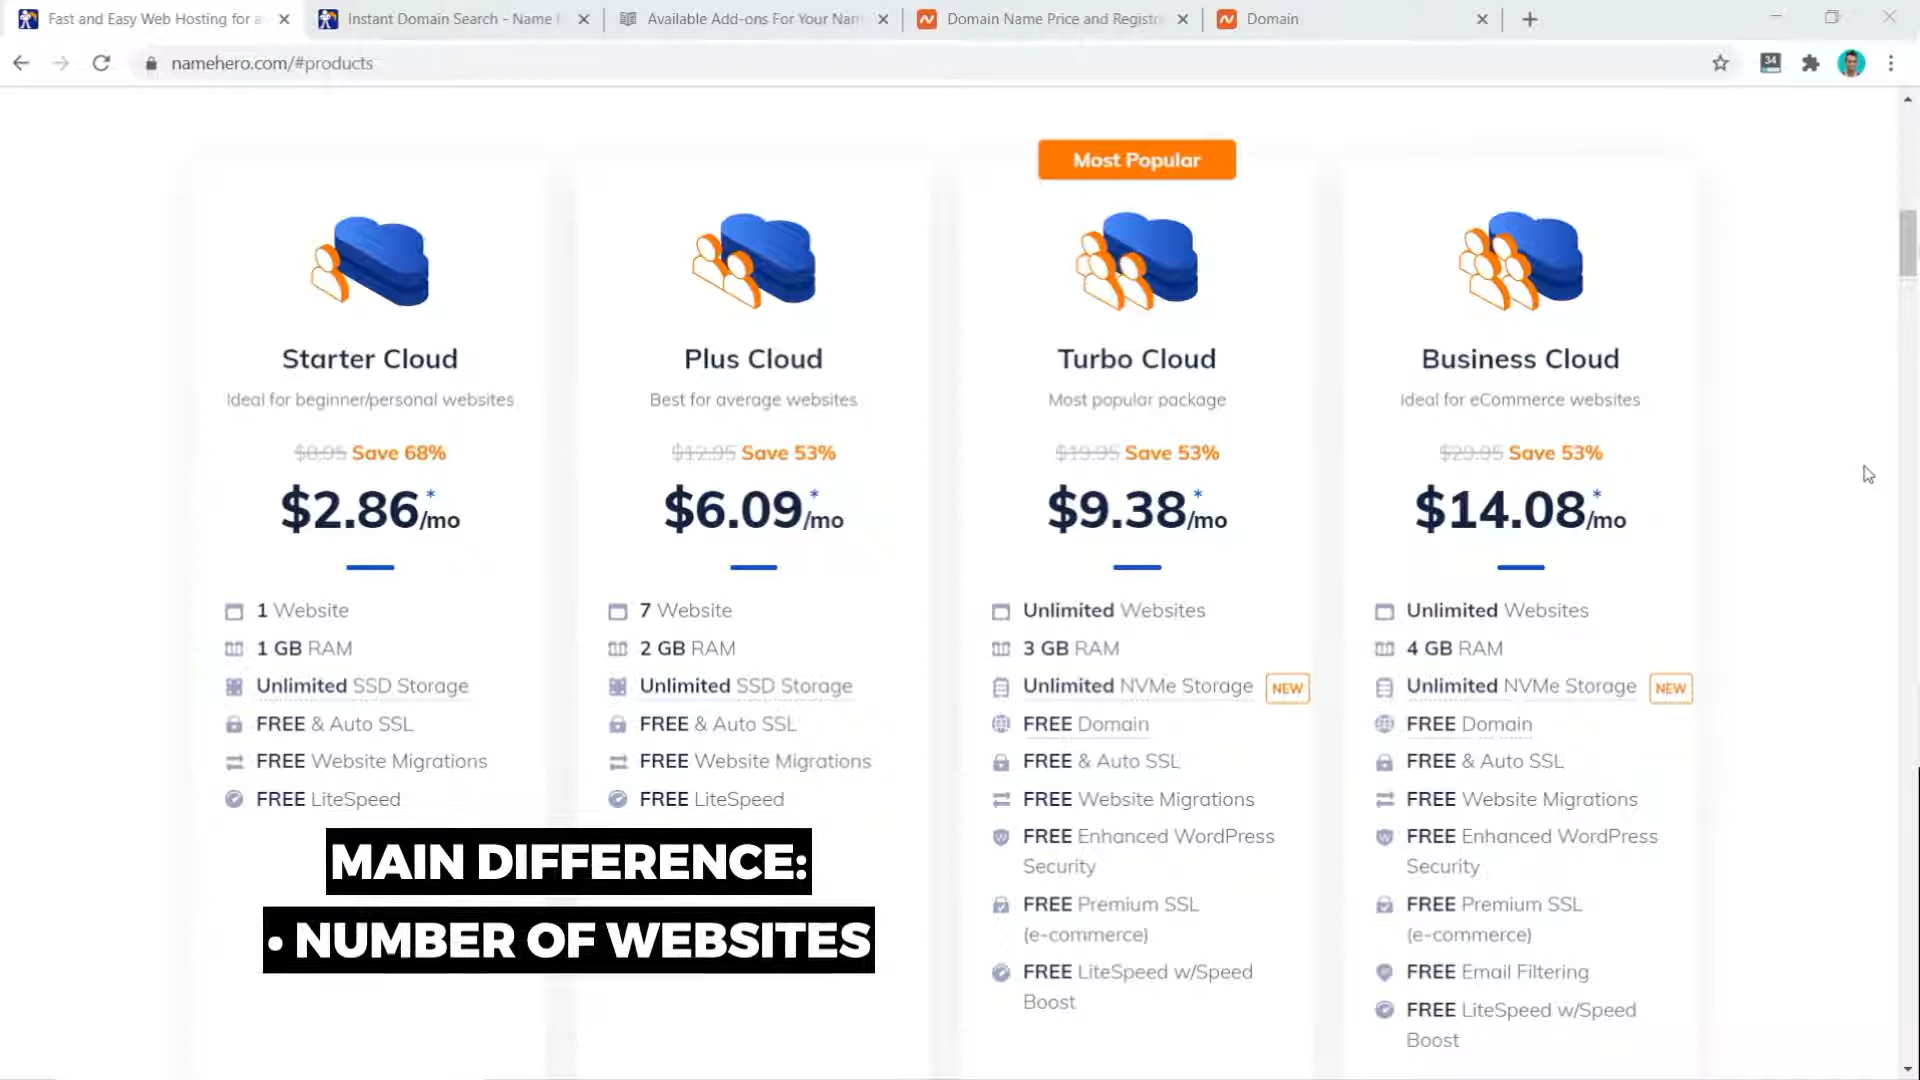 Fast and Easy Web Hosting for a
Instant Domain Search - Name
Available Add-ons For Your Nam
Domain Name Price and Registr
Domain
namehero.com/#products
34
Most Popular
Starter Cloud
Ideal for beginner/personal websites
Save 68%
$2.86*/mo
1 Website
1 GB RAM
Unlimited SSD Storage
FREE & Auto SSL
FREE Website Migrations
FREE LiteSpeed
Plus Cloud
Best for average websites
$12.95 Save 53%
$6.09*/mo
7 Website
2 GB RAM
Unlimited SSD Storage
FREE & Auto SSL
FREE Website Migrations
FREE LiteSpeed
Turbo Cloud
Most popular package
$19.95 Save 53%
$9.38*/mo
Unlimited Websites
3 GB RAM
Unlimited NVMe Storage NEW
FREE Domain
FREE & Auto SSL
FREE Website Migrations
FREE Enhanced WordPress
Security
FREE Premium SSL
(e-commerce)
FREE LiteSpeed w/Speed
Boost
Business Cloud
Ideal for eCommerce websites
$29.95 Save 53%
$14.08*/mo
Unlimited Websites
4 GB RAM
Unlimited NVMe Storage NEW
FREE Domain
FREE & Auto SSL
FREE Website Migrations
FREE Enhanced WordPress
Security
FREE Premium SSL
(e-commerce)
FREE Email Filtering
FREE LiteSpeed w/Speed
Boost
MAIN DIFFERENCE:
• NUMBER OF WEBSITES